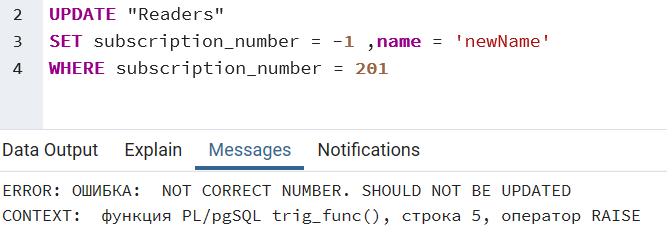 2 UPDATE "Readers"
3 SET subscription_number = -1 ,name = 'newName'
4 WHERE subscription_number = 201
Data Output Explain Messages Notifications
ERROR: ОШИБКА:  NOT CORRECT NUMBER. SHOULD NOT BE UPDATED
CONTEXT:  функция PL/pgSQL trig_func(), строка 5, оператор RAISE